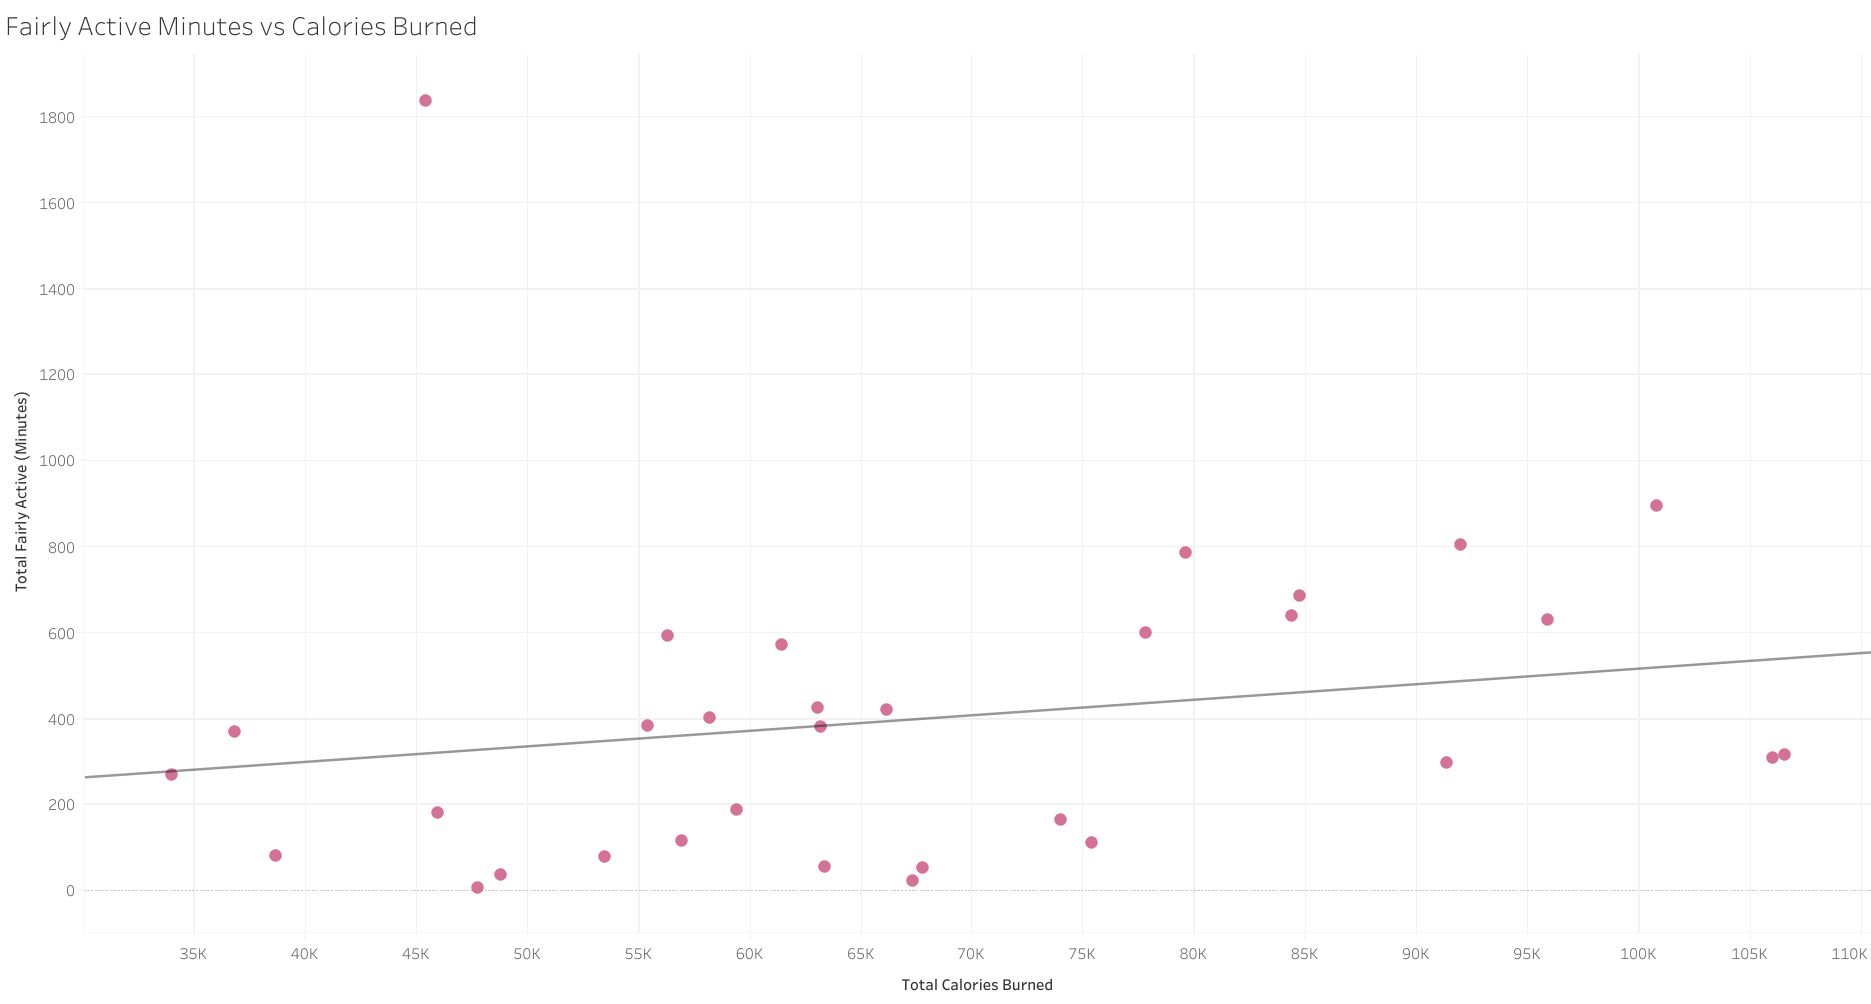 Fairly Active Minutes vs Calories Burned
1800
1600
1400
1200
1000
800
600
400
200
0
Total Fairly Active (Minutes)
35K 40K 45K 50K 55K 60K 65K 70K 75K 80K 85K 90K 95K 100K 105K 110K
Total Calories Burned